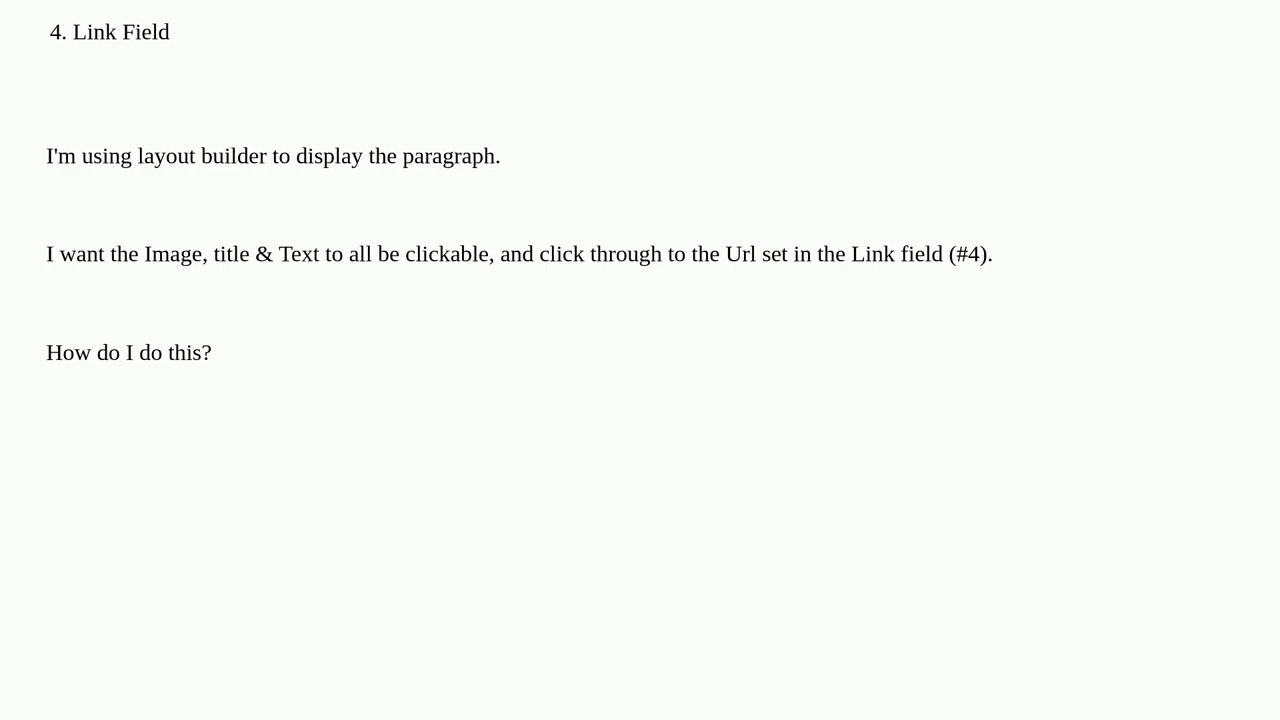 4. Link Field
I'm using layout builder to display the paragraph.
I want the Image, title & Text to all be clickable, and click through to the Url set in the Link field (#4).
How do I do this?